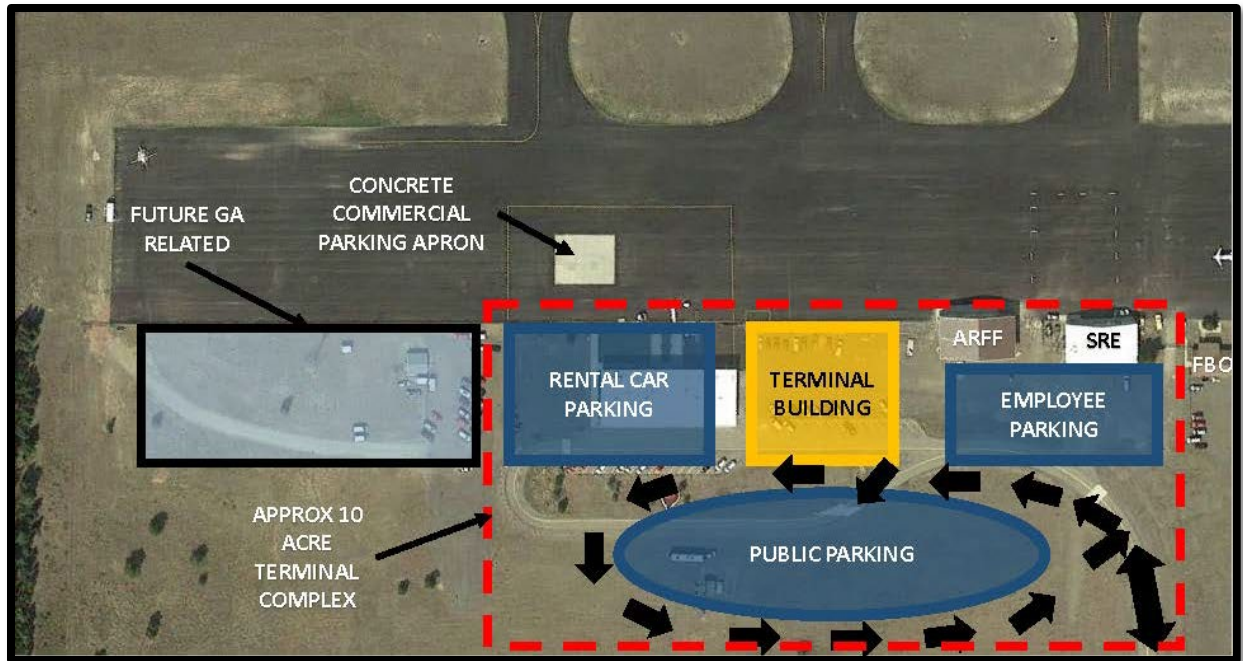 CONCRETE
COMMERCIAL
PARKING APRON
FUTURE GA
RELATED
ARFF
SRE
FBO
RENTAL CAR
PARKING
TERMINAL
BUILDING
EMPLOYEE
PARKING
APPROX 10
ACRE
TERMINAL
COMPLEX
PUBLIC PARKING